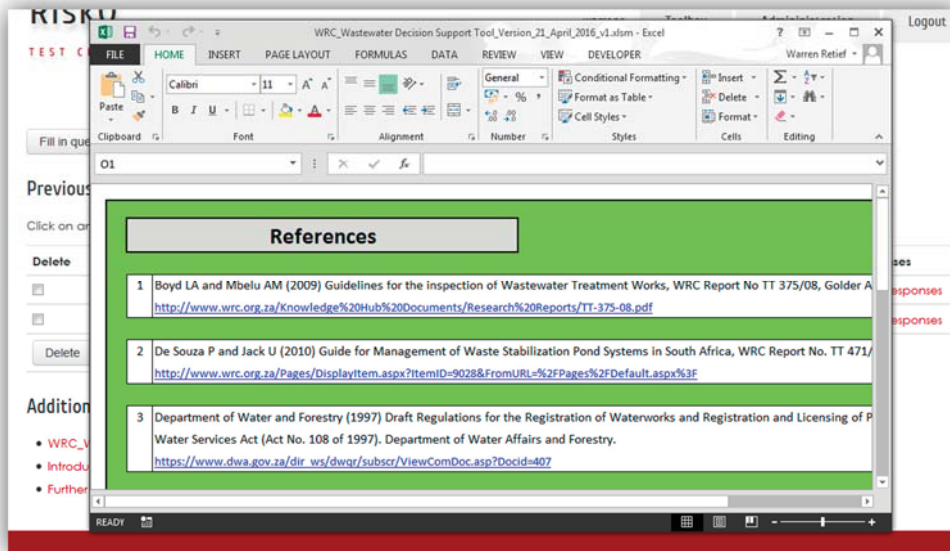 RISKQ
WRC_Wastewater Decision Support Tool_Version_21_April_2016_v1.xlsm - Excel
Logout
TEST
FILE HOME INSERT PAGE LAYOUT FORMULAS DATA REVIEW VIEW DEVELOPER Warren Retief
Calibri 11 General Conditional Formatting Insert
Paste Format as Table Delete
B I U Cell Styles Format
Clipboard Font Alignment Number Styles Cells Editing
Fill in que
O1
Previous
References
Click on an
Delete
ses
1 Boyd LA and Mbelu AM (2009) Guidelines for the inspection of Wastewater Treatment Works, WRC Report No TT 375/08, Golder A
esponses
http://www.wrc.org.za/Knowledge%20Hub%20Documents/Research%20Reports/TT-375-08.pdf
esponses
Delete
2 De Souza P and Jack U (2010) Guide for Management of Waste Stabilization Pond Systems in South Africa, WRC Report No. TT 471/
http://www.wrc.org.za/Pages/DisplayItem.aspx?ItemID=9028&FromURL=%2FPages%2FDefault.aspx%3F
Addition
3 Department of Water and Forestry (1997) Draft Regulations for the Registration of Waterworks and Registration and Licensing of P
Water Services Act (Act No. 108 of 1997). Department of Water Affairs and Forestry.
WRC_W
https://www.dwa.gov.za/dir_ws/dwqr/subscr/ViewComDoc.asp?Docid=407
Introdu
Further
READY